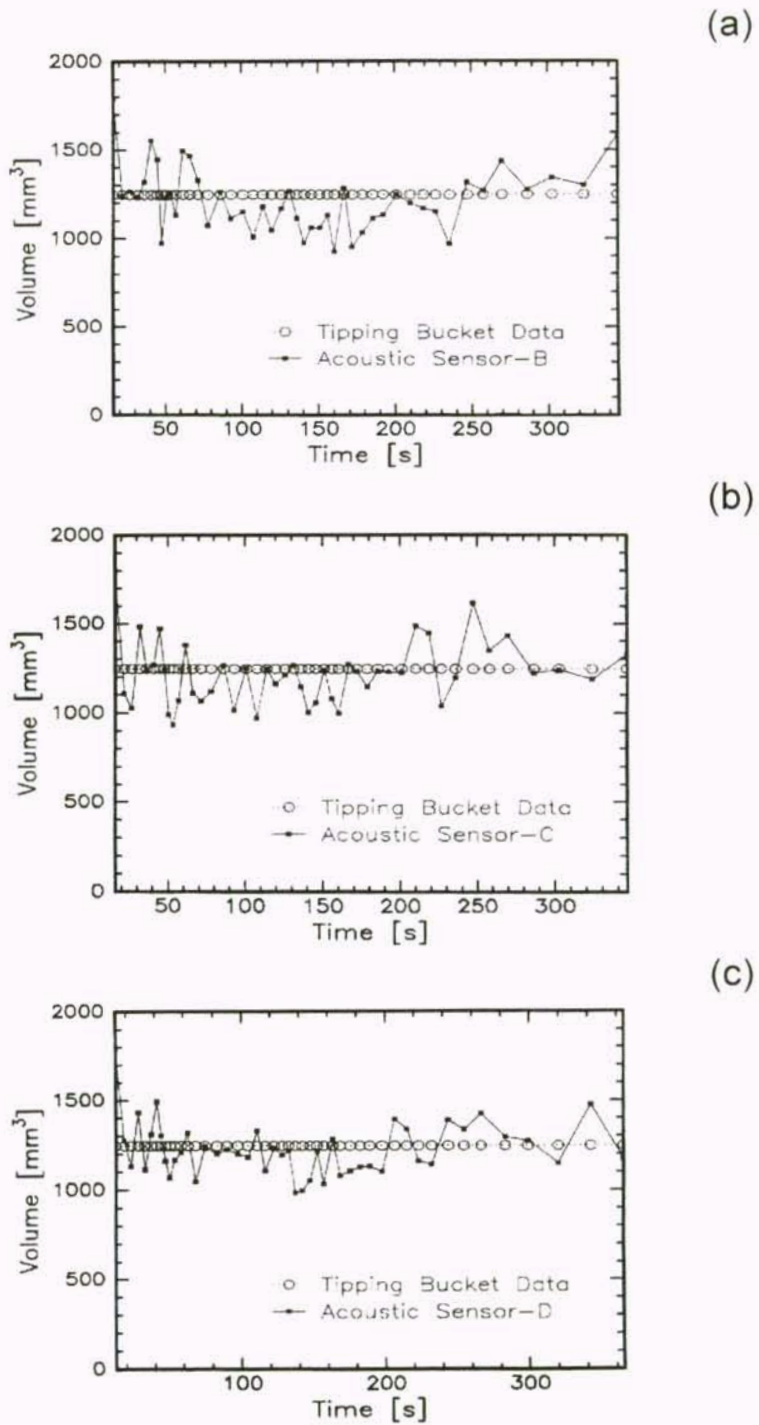 (a)
2000
1500
1000
500
0
Volume [mm³]
Tipping Bucket Data
Acoustic Sensor-B
50 100 150 200 250 300
Time [s]
(b)
2000
1500
1000
500
0
Volume [mm³]
Tipping Bucket Data
Acoustic Sensor-C
50 100 150 200 250 300
Time [s]
(c)
2000
1500
1000
500
0
Volume [mm³]
Tipping Bucket Data
Acoustic Sensor-D
100 200 300
Time [s]